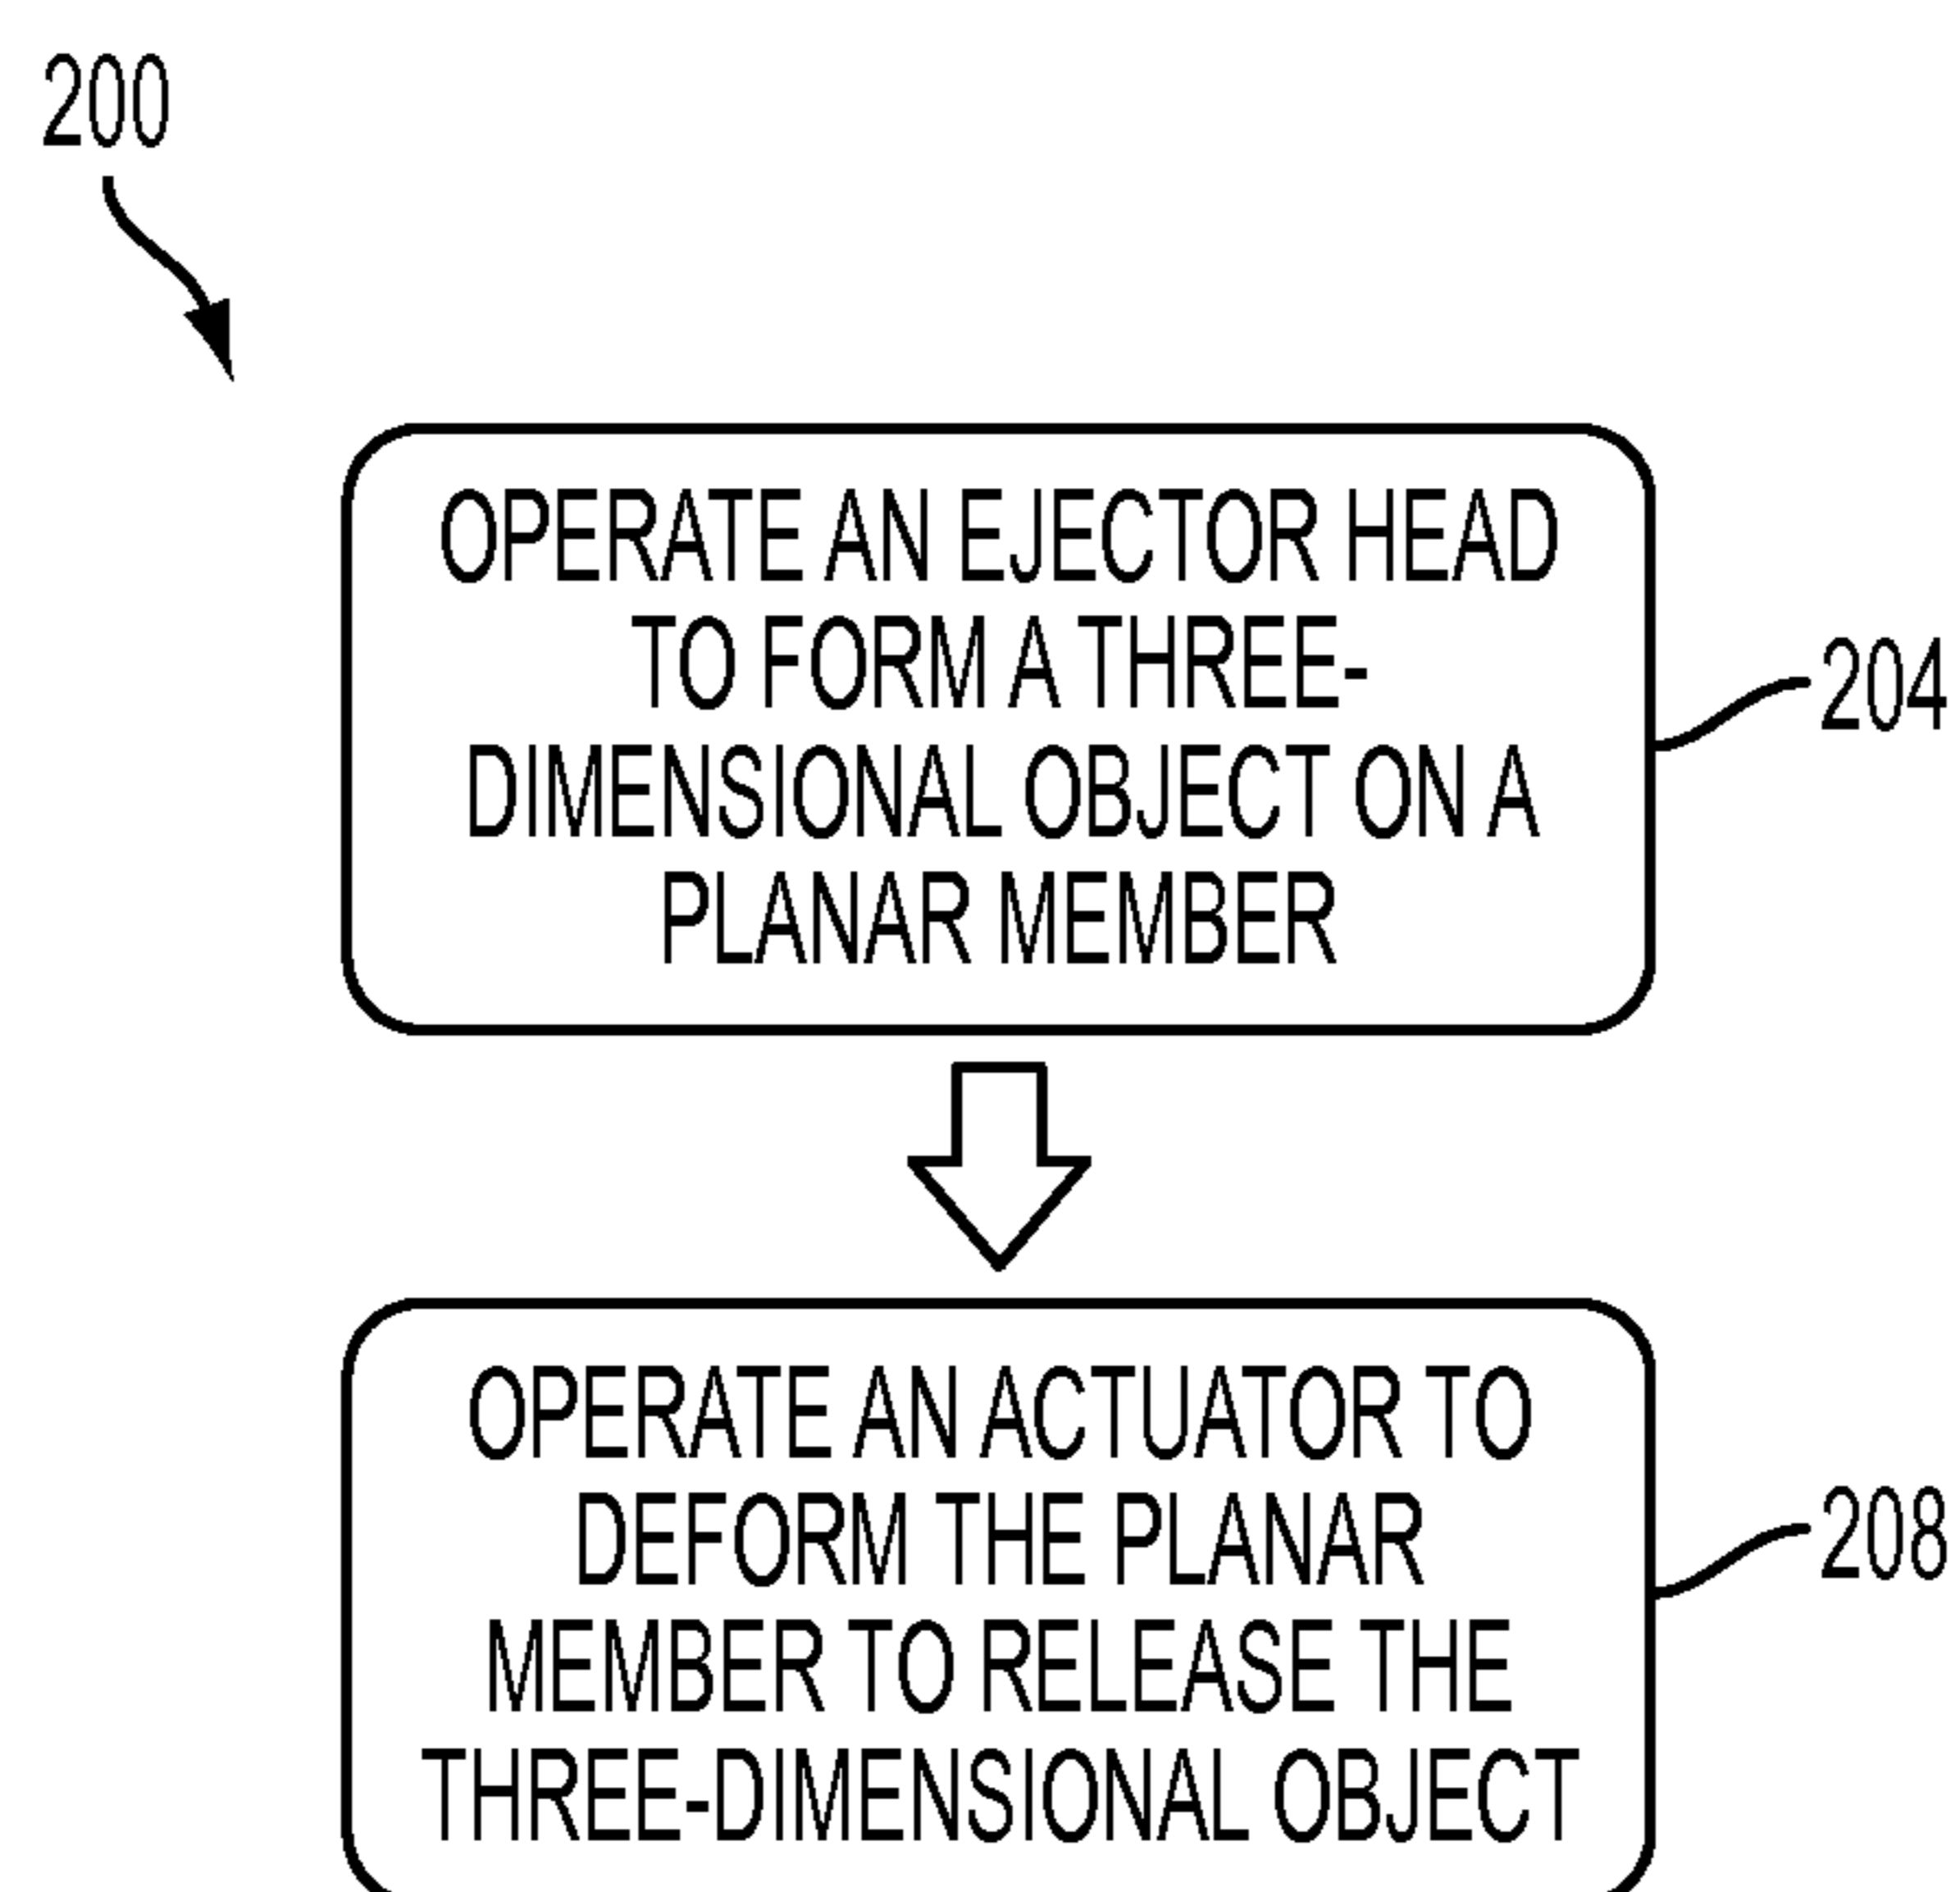 200
OPERATE AN EJECTOR HEAD
TO FORM A THREE-
DIMENSIONAL OBJECT ON A
PLANAR MEMBER
204
OPERATE AN ACTUATOR TO
DEFORM THE PLANAR
MEMBER TO RELEASE THE
THREE-DIMENSIONAL OBJECT
208